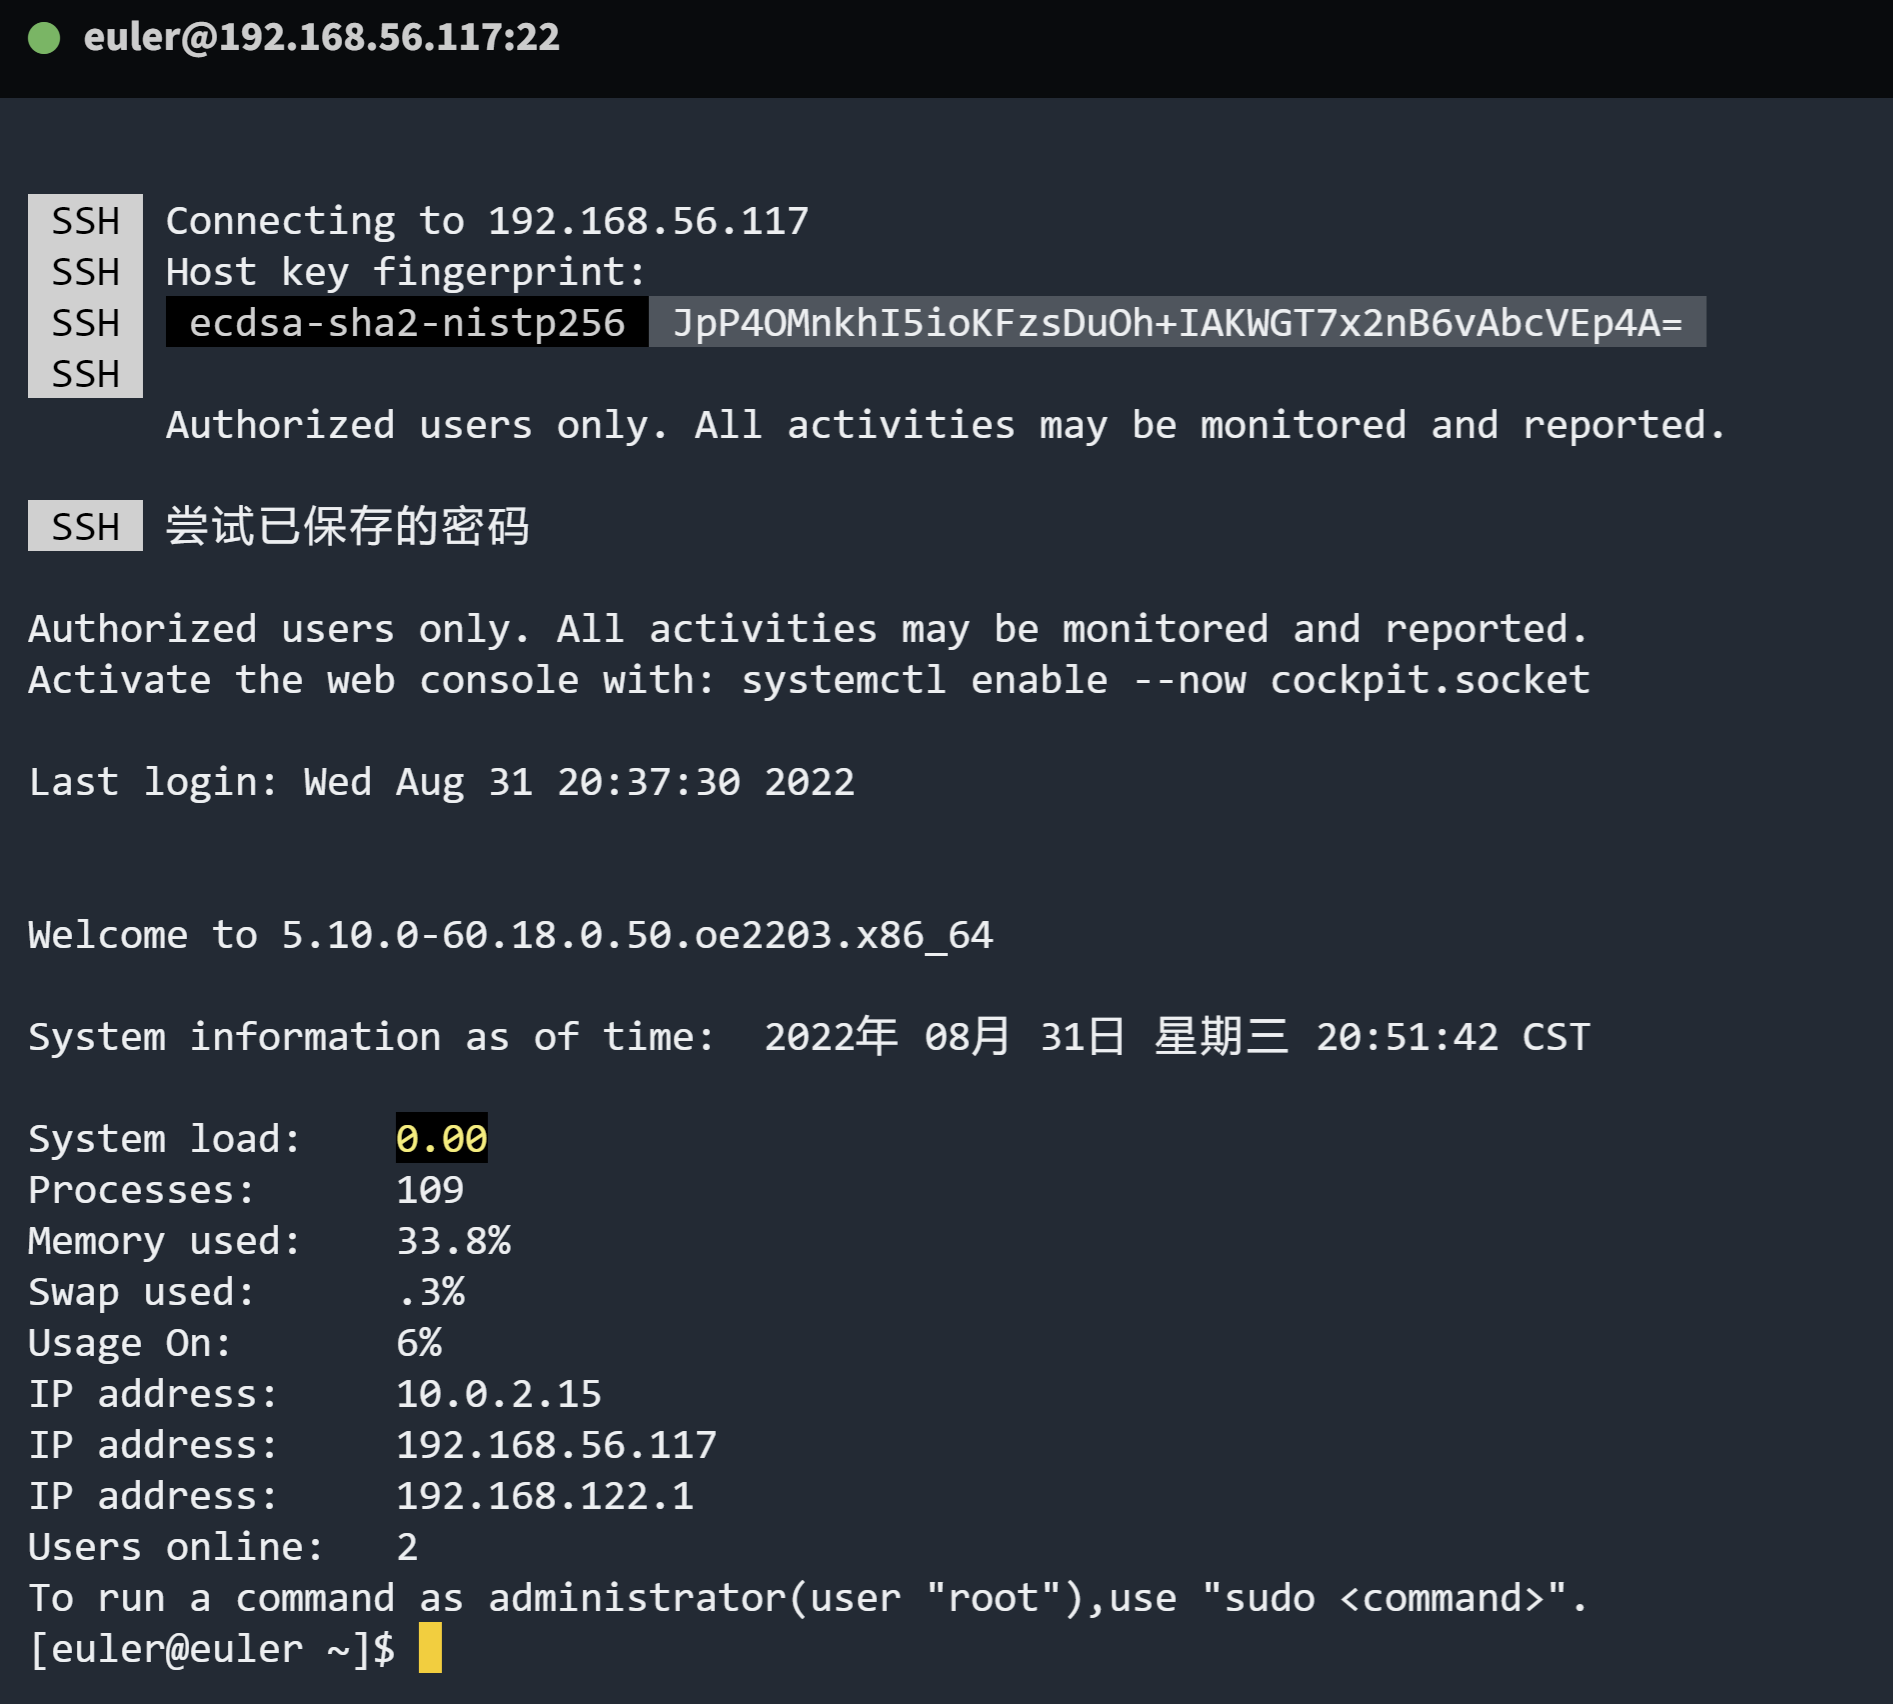 euler@192.168.56.117:22
SSH Connecting to 192.168.56.117
SSH Host key fingerprint:
SSH ecdsa-sha2-nistp256 JpP4OMnkhI5ioKFzsDuOh+IAKWGT7x2nB6vAbcVEp4A=
SSH
Authorized users only. All activities may be monitored and reported.
SSH 尝试已保存的密码
Authorized users only. All activities may be monitored and reported.
Activate the web console with: systemctl enable --now cockpit.socket
Last login: Wed Aug 31 20:37:30 2022
Welcome to 5.10.0-60.18.0.50.oe2203.x86_64
System information as of time:  2022年 08月 31日 星期三 20:51:42 CST
System load:    0.00
Processes:      109
Memory used:    33.8%
Swap used:      .3%
Usage On:       6%
IP address:     10.0.2.15
IP address:     192.168.56.117
IP address:     192.168.122.1
Users online:   2
To run a command as administrator(user "root"),use "sudo <command>".
[euler@euler ~]$